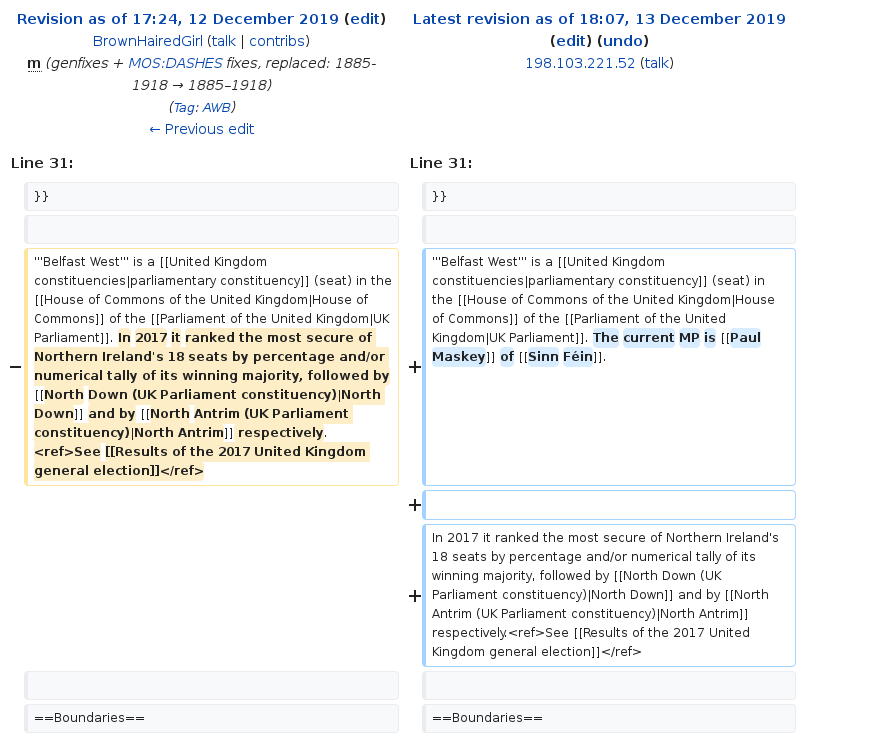 Revision as of 17:24, 12 December 2019 (edit)
BrownHairedGirl (talk | contribs)
m (genfixes + MOS:DASHES fixes, replaced: 1885-
1918 → 1885–1918)
(Tag: AWB)
← Previous edit
Latest revision as of 18:07, 13 December 2019
(edit) (undo)
198.103.221.52 (talk)
Line 31:
Line 31:
}}
}}
−
'''Belfast West''' is a [[United Kingdom
constituencies|parliamentary constituency]] (seat) in the
[[House of Commons of the United Kingdom|House of
Commons]] of the [[Parliament of the United Kingdom|UK
Parliament]]. In 2017 it ranked the most secure of
Northern Ireland's 18 seats by percentage and/or
numerical tally of its winning majority, followed by
[[North Down (UK Parliament constituency)|North
Down]] and by [[North Antrim (UK Parliament
constituency)|North Antrim]] respectively.
<ref>See [[Results of the 2017 United Kingdom
general election]]</ref>
+
'''Belfast West''' is a [[United Kingdom
constituencies|parliamentary constituency]] (seat) in
the [[House of Commons of the United Kingdom|House
of Commons]] of the [[Parliament of the United
Kingdom|UK Parliament]]. The current MP is [[Paul
Maskey]] of [[Sinn Féin]].
+
+
In 2017 it ranked the most secure of Northern Ireland's
18 seats by percentage and/or numerical tally of its
winning majority, followed by [[North Down (UK
Parliament constituency)|North Down]] and by [[North
Antrim (UK Parliament constituency)|North Antrim]]
respectively.<ref>See [[Results of the 2017 United
Kingdom general election]]</ref>
==Boundaries==
==Boundaries==